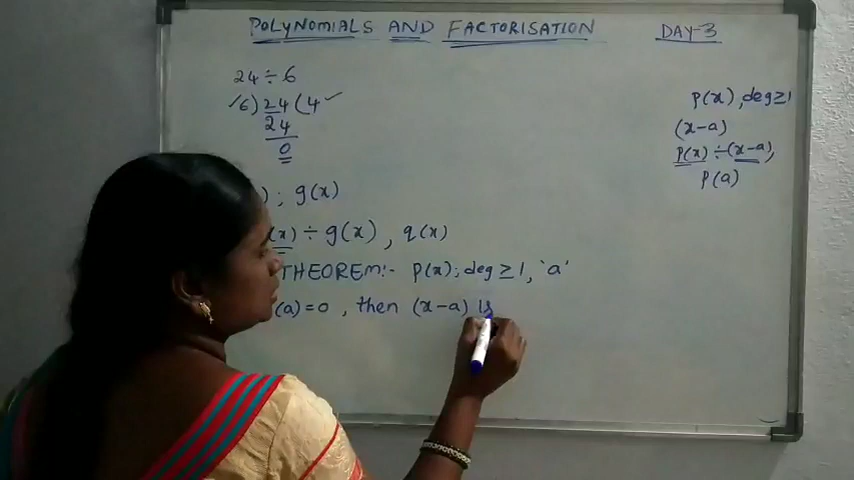 POLYNOMIALS AND FACTORISATION DAY-3
24 ÷ 6
6) 24 (4
24
0
p(x), deg ≥ 1
(x-a)
p(x) ÷ (x-a),
p(a)
); g(x)
(x) ÷ g(x) , q(x)
THEOREM:- p(x); deg ≥ 1, 'a'
(a) = 0 , then (x-a) is